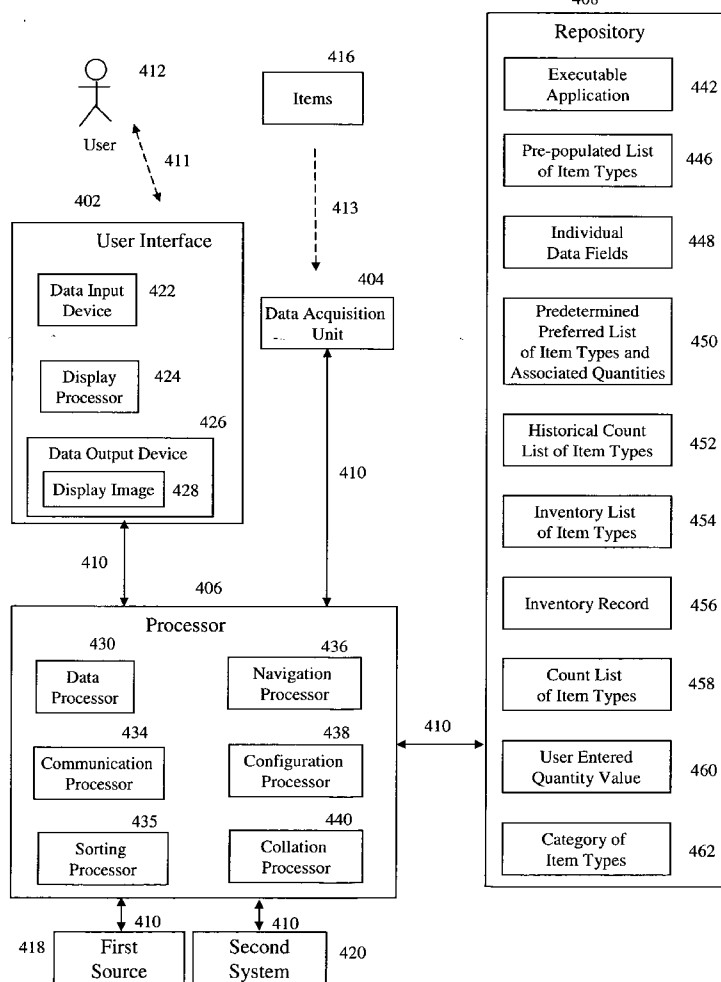 412
User
411
402
User Interface
Data Input
Device
422
Display
Processor
424
426
Data Output Device
Display Image
428
410
416
Items
413
404
Data Acquisition
Unit
410
406
Processor
430
Data
Processor
436
Navigation
Processor
434
Communication
Processor
438
Configuration
Processor
435
Sorting
Processor
440
Collation
Processor
410
410
410
418
First
Source
Second
System
420
Repository
Executable
Application
442
Pre-populated List
of Item Types
446
Individual
Data Fields
448
Predetermined
Preferred List
of Item Types and
Associated Quantities
450
Historical Count
List of Item Types
452
Inventory List
of Item Types
454
Inventory Record
456
Count List
of Item Types
458
User Entered
Quantity Value
460
Category of
Item Types
462